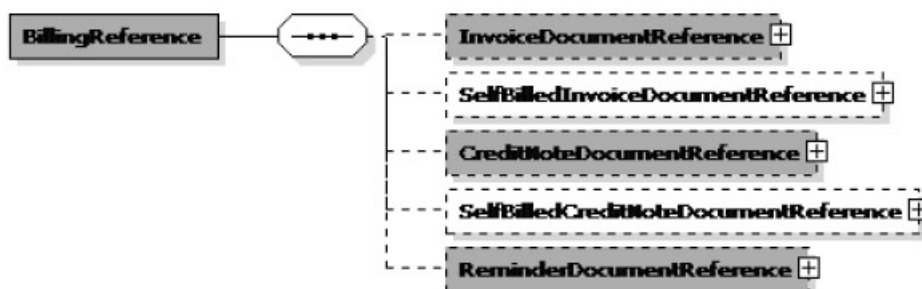 BillingReference
InvoiceDocumentReference
SelfBilledInvoiceDocumentReference
CreditNoteDocumentReference
SelfBilledCreditNoteDocumentReference
ReminderDocumentReference